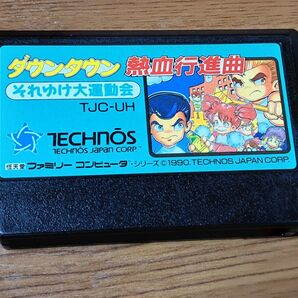 ダウンタウン 熱血行進曲
それゆけ大運動会
TJC-UH
TECHNŌS
TECHNOS JAPAN CORP.
任天堂 ファミリー コンピュータ・シリーズ ©1990. TECHNOS JAPAN CORP.